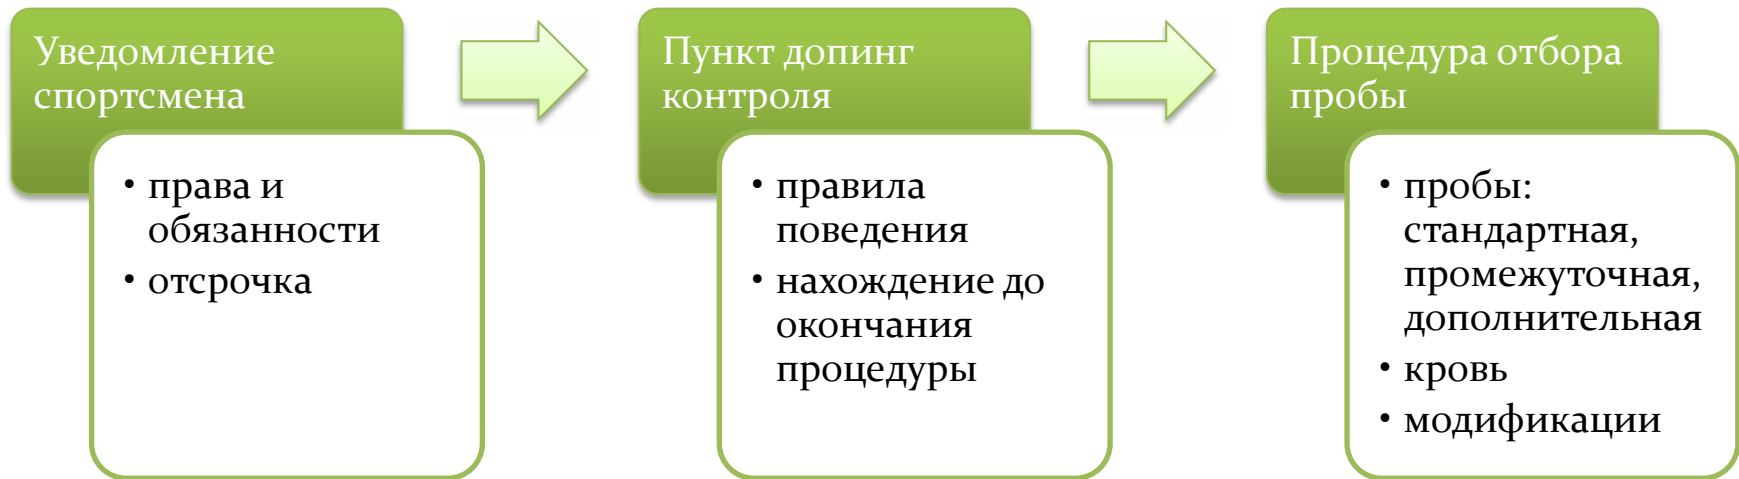 Уведомление
спортсмена
• права и
обязанности
• отсрочка
Пункт допинг
контроля
• правила
поведения
• нахождение до
окончания
процедуры
Процедура отбора
пробы
• пробы:
стандартная,
промежуточная,
дополнительная
• кровь
• модификации